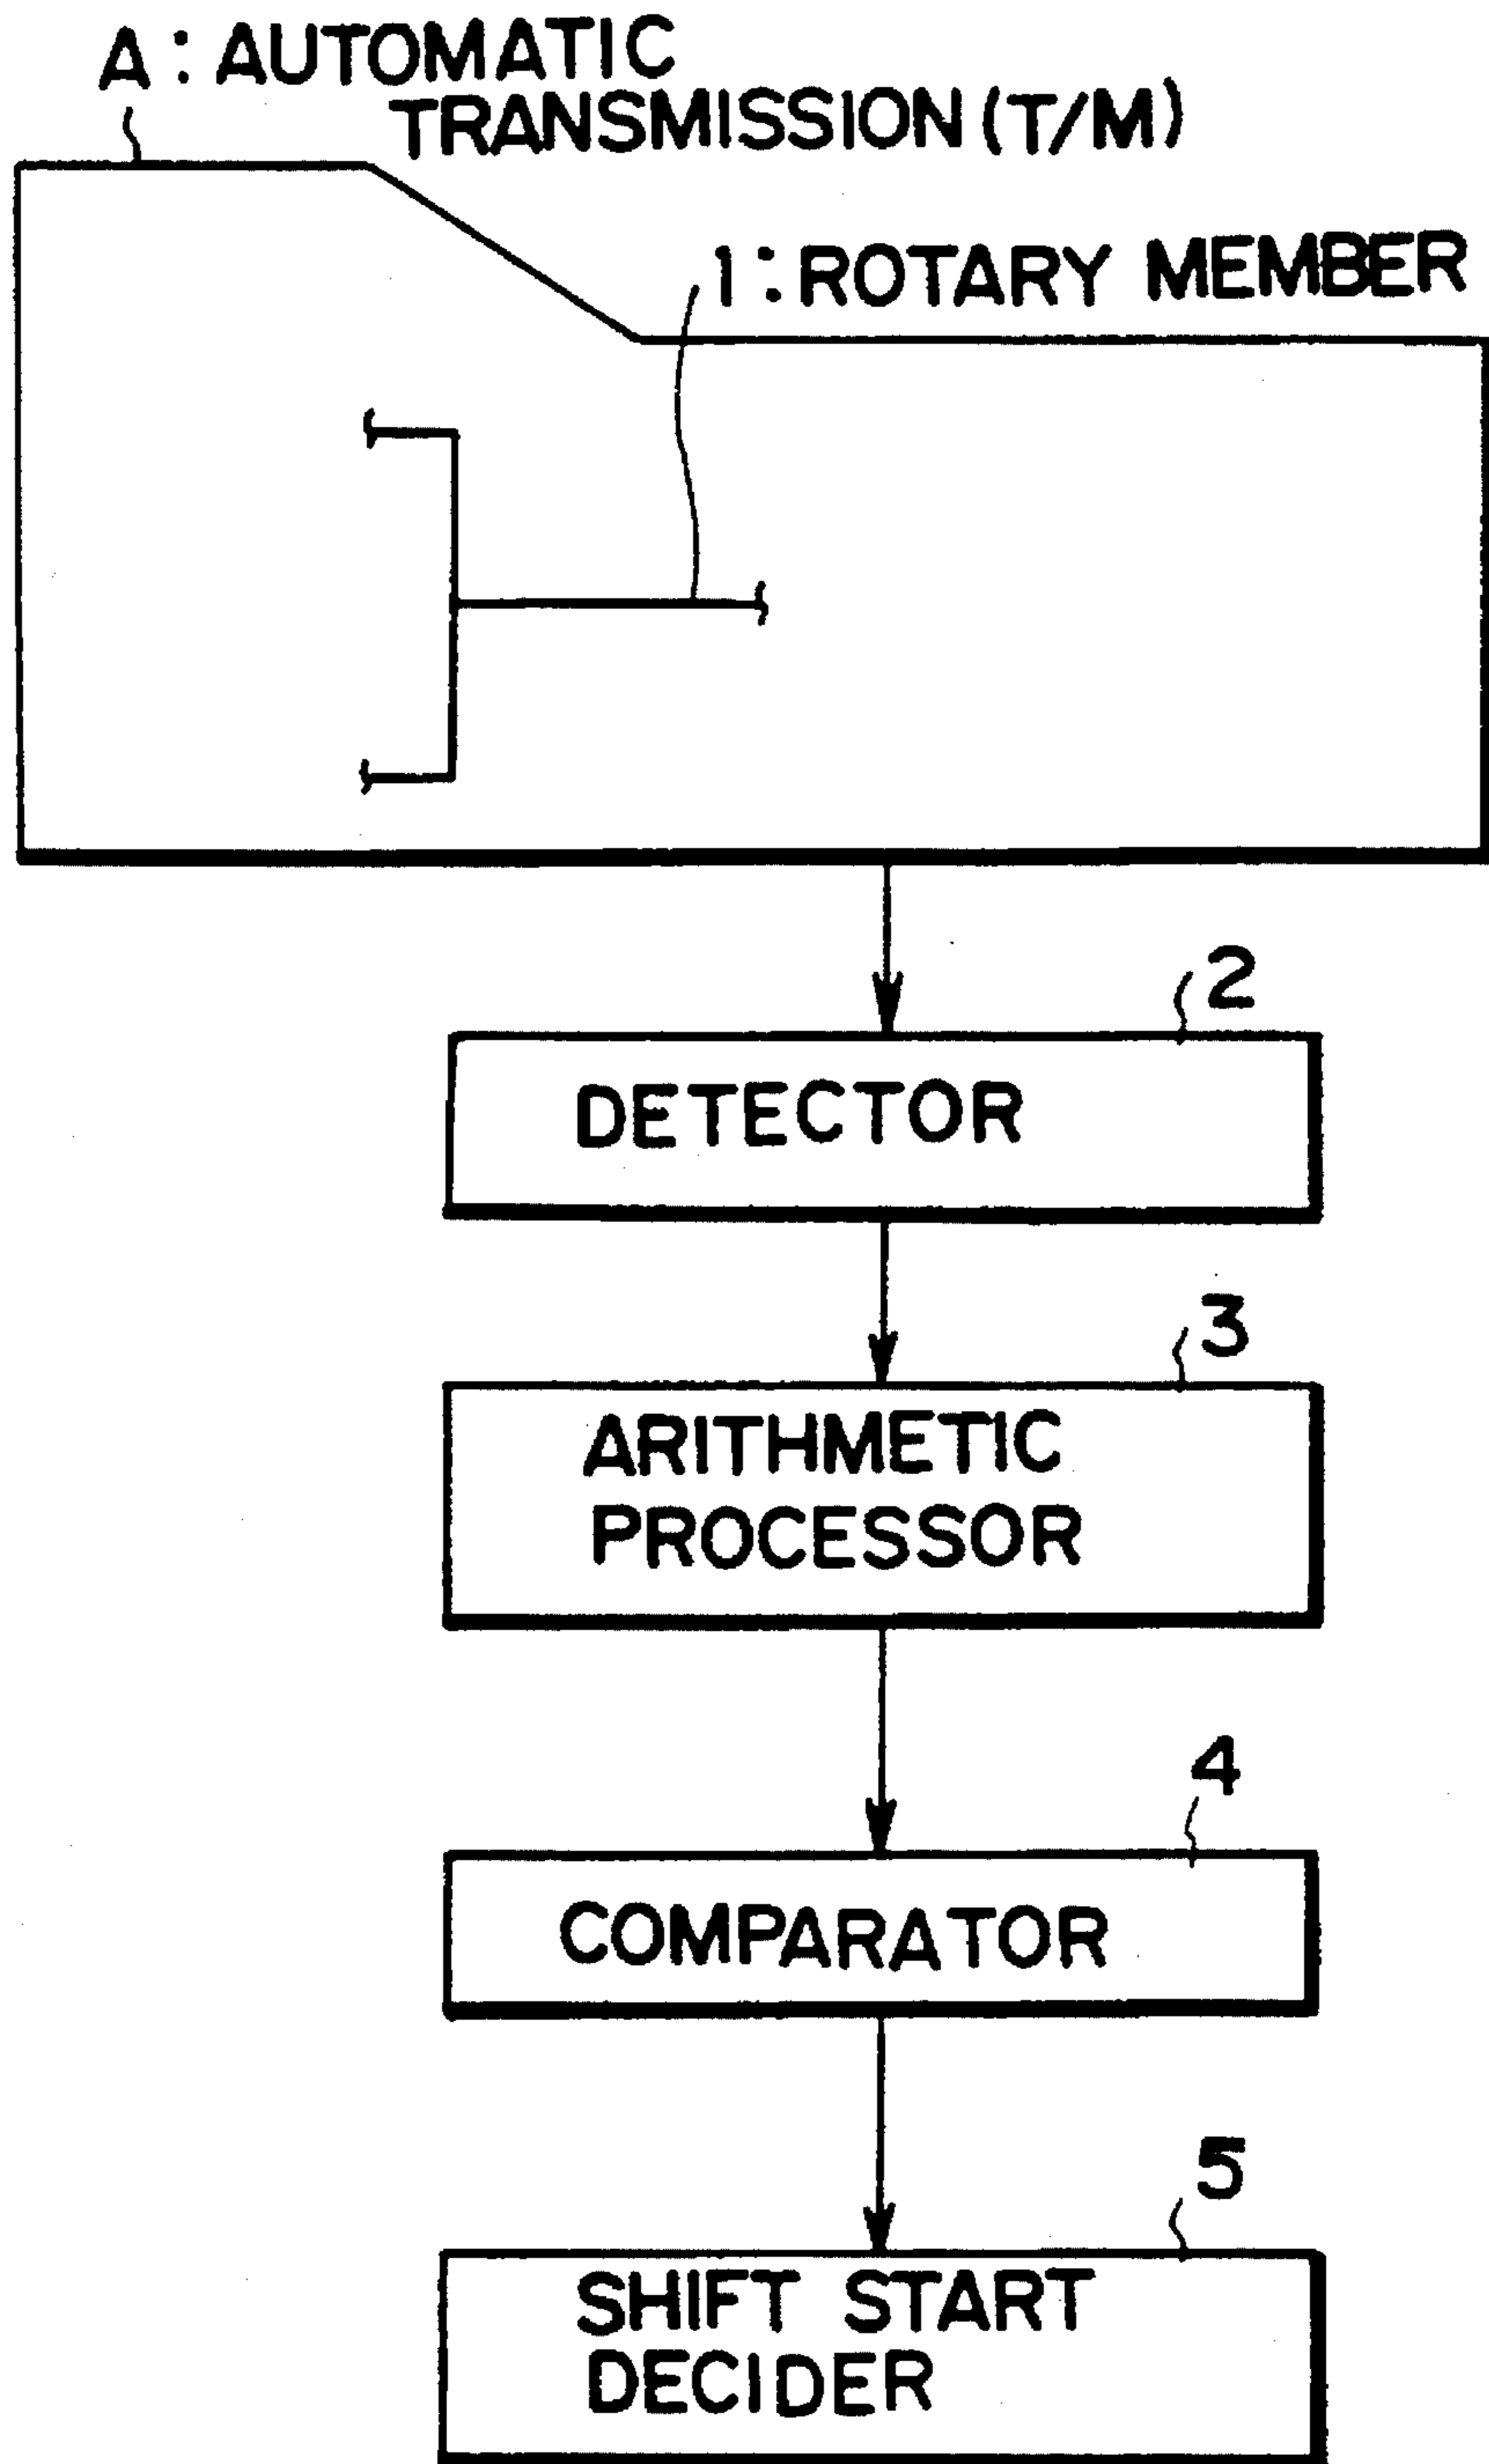 A: AUTOMATIC
TRANSMISSION (T/M)
1: ROTARY MEMBER
2
DETECTOR
3
ARITHMETIC
PROCESSOR
4
COMPARATOR
5
SHIFT START
DECIDER